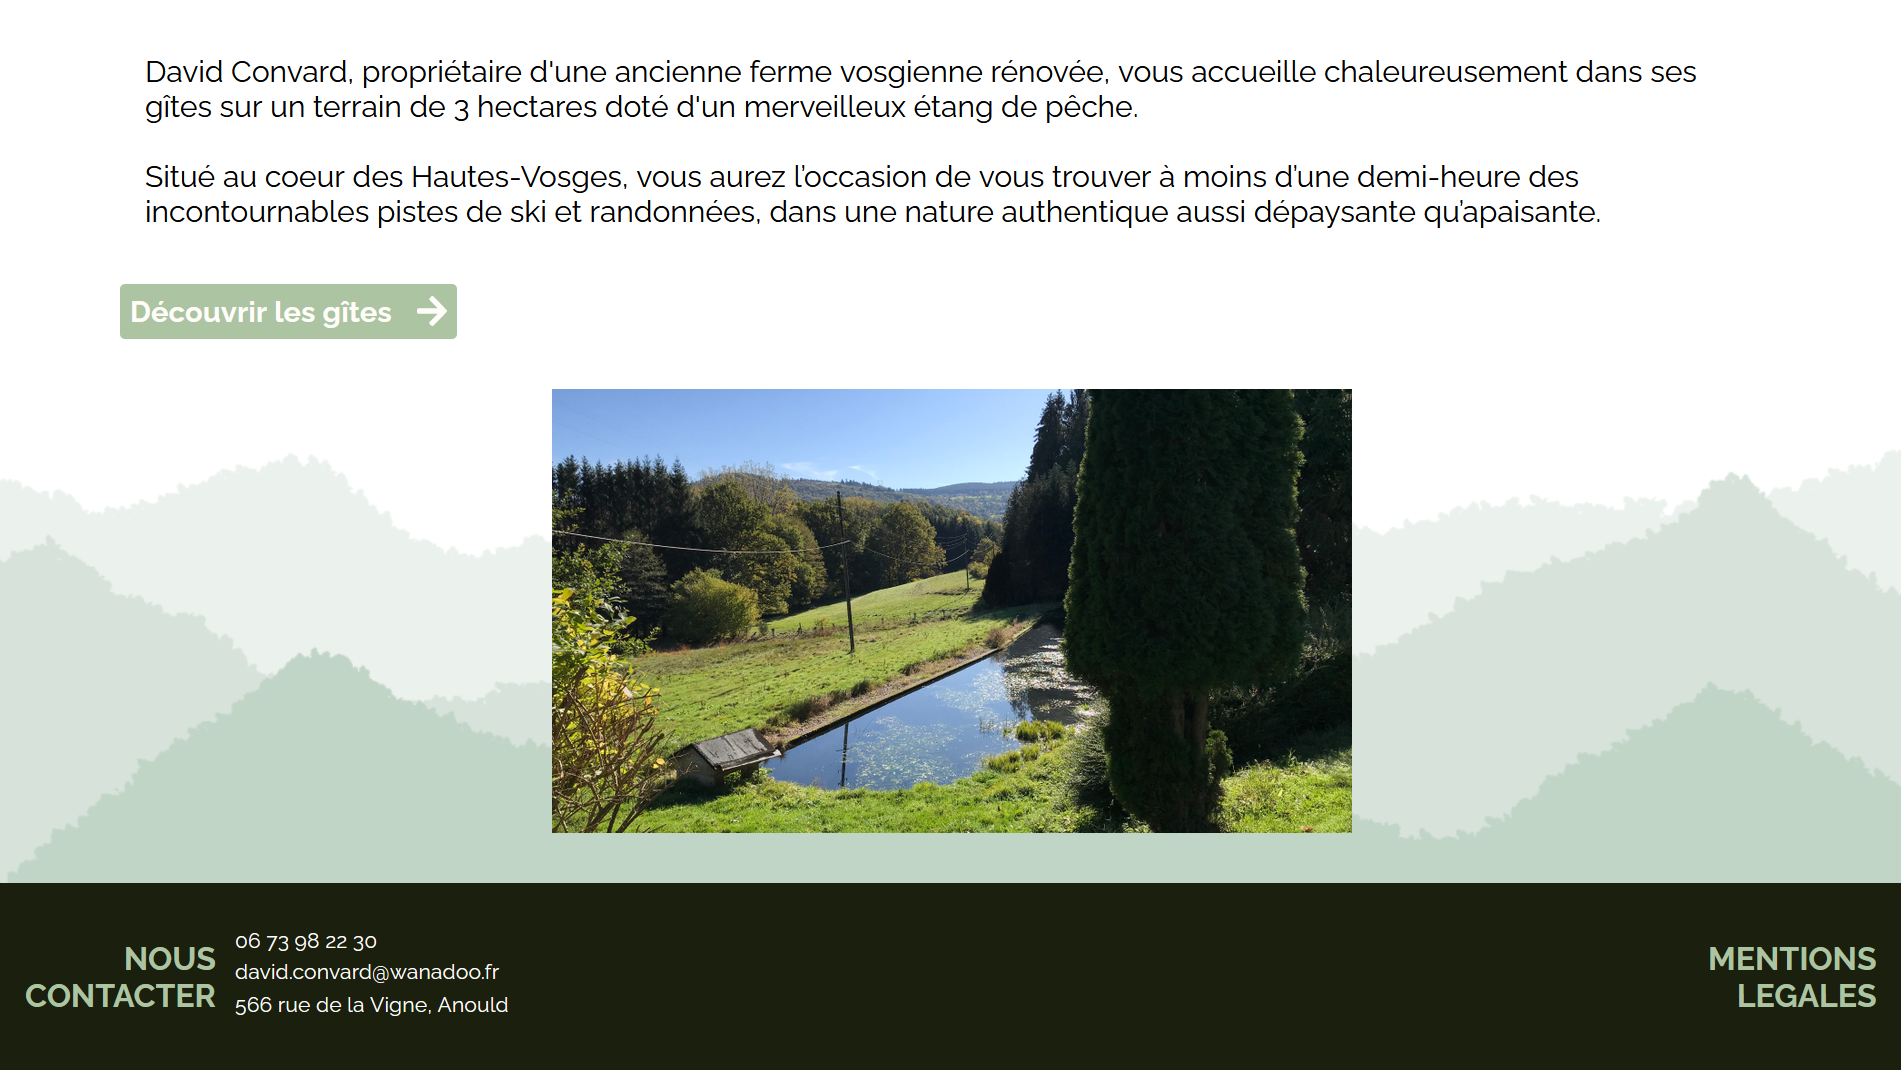 David Convard, propriétaire d'une ancienne ferme vosgienne rénovée, vous accueille chaleureusement dans ses
gîtes sur un terrain de 3 hectares doté d'un merveilleux étang de pêche.
Situé au coeur des Hautes-Vosges, vous aurez l’occasion de vous trouver à moins d’une demi-heure des
incontournables pistes de ski et randonnées, dans une nature authentique aussi dépaysante qu’apaisante.
Découvrir les gîtes
NOUS
CONTACTER
06 73 98 22 30
david.convard@wanadoo.fr
566 rue de la Vigne, Anould
MENTIONS
LEGALES